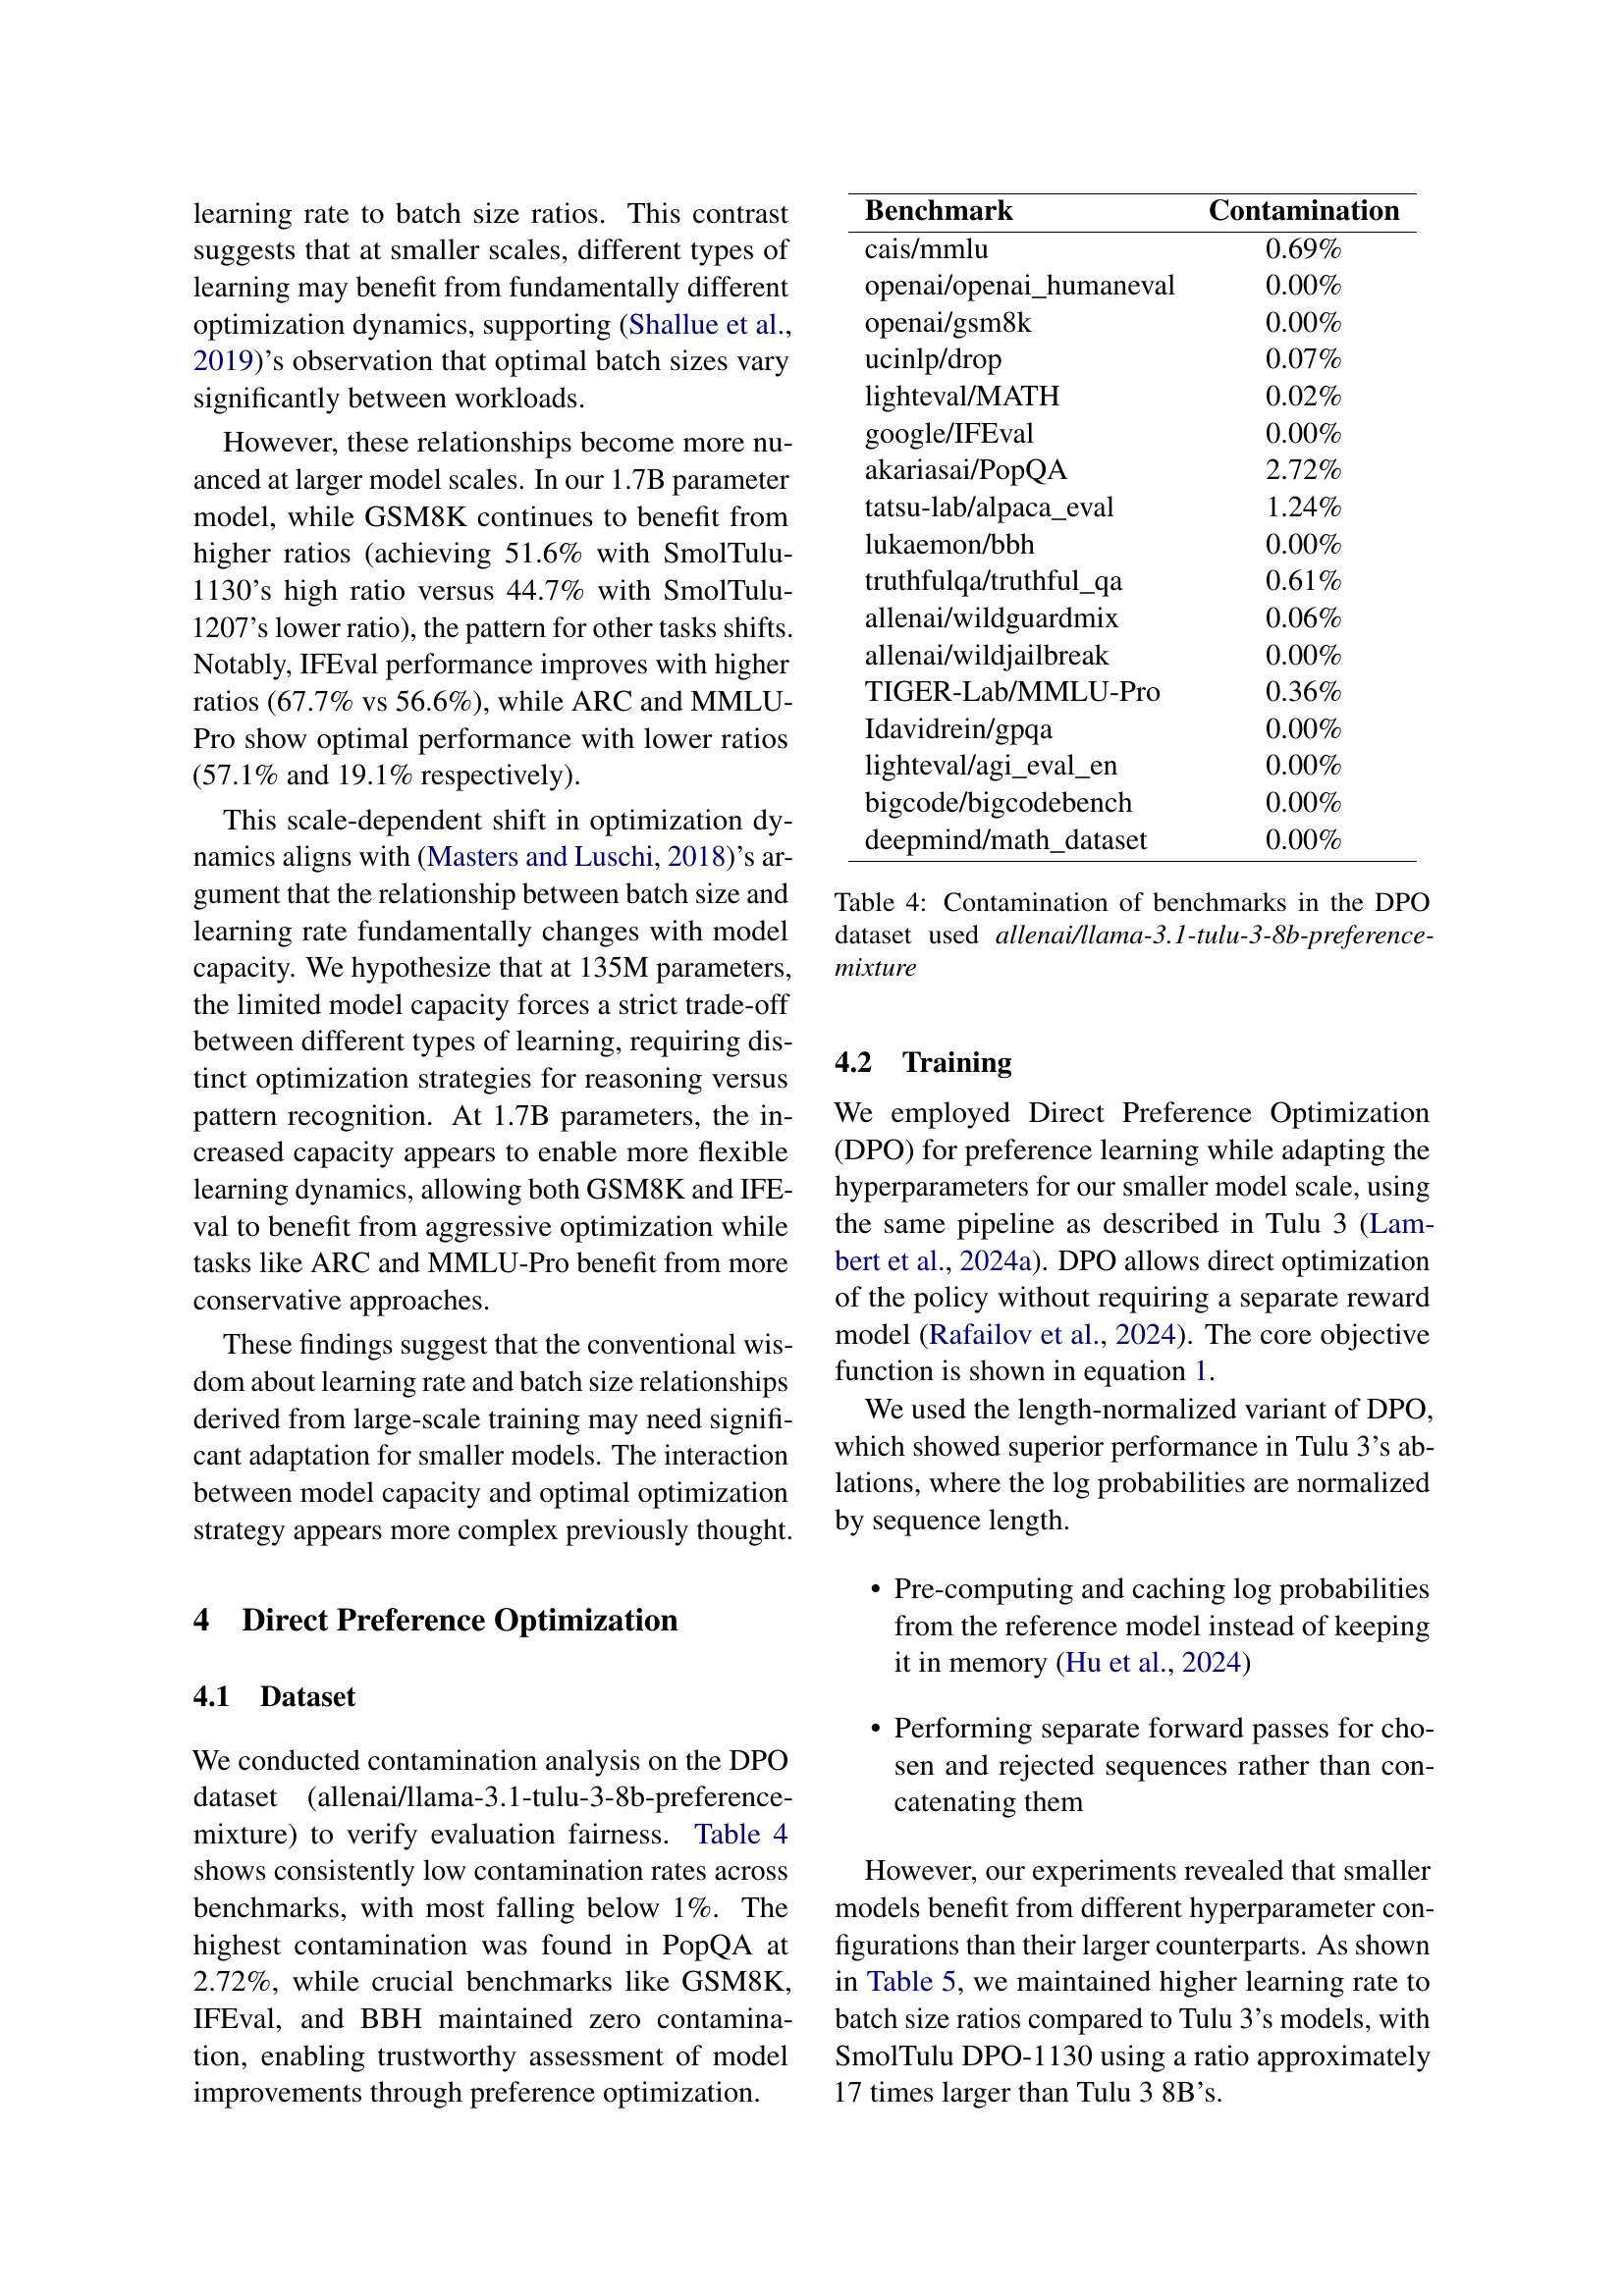 learning rate to batch size ratios. This contrast
suggests that at smaller scales, different types of
learning may benefit from fundamentally different
optimization dynamics, supporting (Shallue et al.,
2019)'s observation that optimal batch sizes vary
significantly between workloads.
However, these relationships become more nu-
anced at larger model scales. In our 1.7B parameter
model, while GSM8K continues to benefit from
higher ratios (achieving 51.6% with SmolTulu-
1130's high ratio versus 44.7% with SmolTulu-
1207's lower ratio), the pattern for other tasks shifts.
Notably, IFEval performance improves with higher
ratios (67.7% vs 56.6%), while ARC and MMLU-
Pro show optimal performance with lower ratios
(57.1% and 19.1% respectively).
This scale-dependent shift in optimization dy-
namics aligns with (Masters and Luschi, 2018)'s ar-
gument that the relationship between batch size and
learning rate fundamentally changes with model
capacity. We hypothesize that at 135M parameters,
the limited model capacity forces a strict trade-off
between different types of learning, requiring dis-
tinct optimization strategies for reasoning versus
pattern recognition. At 1.7B parameters, the in-
creased capacity appears to enable more flexible
learning dynamics, allowing both GSM8K and IFE-
val to benefit from aggressive optimization while
tasks like ARC and MMLU-Pro benefit from more
conservative approaches.
These findings suggest that the conventional wis-
dom about learning rate and batch size relationships
derived from large-scale training may need signifi-
cant adaptation for smaller models. The interaction
between model capacity and optimal optimization
strategy appears more complex previously thought.
4 Direct Preference Optimization
4.1 Dataset
We conducted contamination analysis on the DPO
dataset (allenai/llama-3.1-tulu-3-8b-preference-
mixture) to verify evaluation fairness. Table 4
shows consistently low contamination rates across
benchmarks, with most falling below 1%. The
highest contamination was found in PopQA at
2.72%, while crucial benchmarks like GSM8K,
IFEval, and BBH maintained zero contamina-
tion, enabling trustworthy assessment of model
improvements through preference optimization.
Benchmark Contamination
cais/mmlu 0.69%
openai/openai_humaneval 0.00%
openai/gsm8k 0.00%
ucinlp/drop 0.07%
lighteval/MATH 0.02%
google/IFEval 0.00%
akariasai/PopQA 2.72%
tatsu-lab/alpaca_eval 1.24%
lukaemon/bbh 0.00%
truthfulqa/truthful_qa 0.61%
allenai/wildguardmix 0.06%
allenai/wildjailbreak 0.00%
TIGER-Lab/MMLU-Pro 0.36%
Idavidrein/gpqa 0.00%
lighteval/agi_eval_en 0.00%
bigcode/bigcodebench 0.00%
deepmind/math_dataset 0.00%
Table 4: Contamination of benchmarks in the DPO
dataset used allenai/llama-3.1-tulu-3-8b-preference-
mixture
4.2 Training
We employed Direct Preference Optimization
(DPO) for preference learning while adapting the
hyperparameters for our smaller model scale, using
the same pipeline as described in Tulu 3 (Lam-
bert et al., 2024a). DPO allows direct optimization
of the policy without requiring a separate reward
model (Rafailov et al., 2024). The core objective
function is shown in equation 1.
We used the length-normalized variant of DPO,
which showed superior performance in Tulu 3's ab-
lations, where the log probabilities are normalized
by sequence length.
• Pre-computing and caching log probabilities
from the reference model instead of keeping
it in memory (Hu et al., 2024)
• Performing separate forward passes for cho-
sen and rejected sequences rather than con-
catenating them
However, our experiments revealed that smaller
models benefit from different hyperparameter con-
figurations than their larger counterparts. As shown
in Table 5, we maintained higher learning rate to
batch size ratios compared to Tulu 3's models, with
SmolTulu DPO-1130 using a ratio approximately
17 times larger than Tulu 3 8B's.